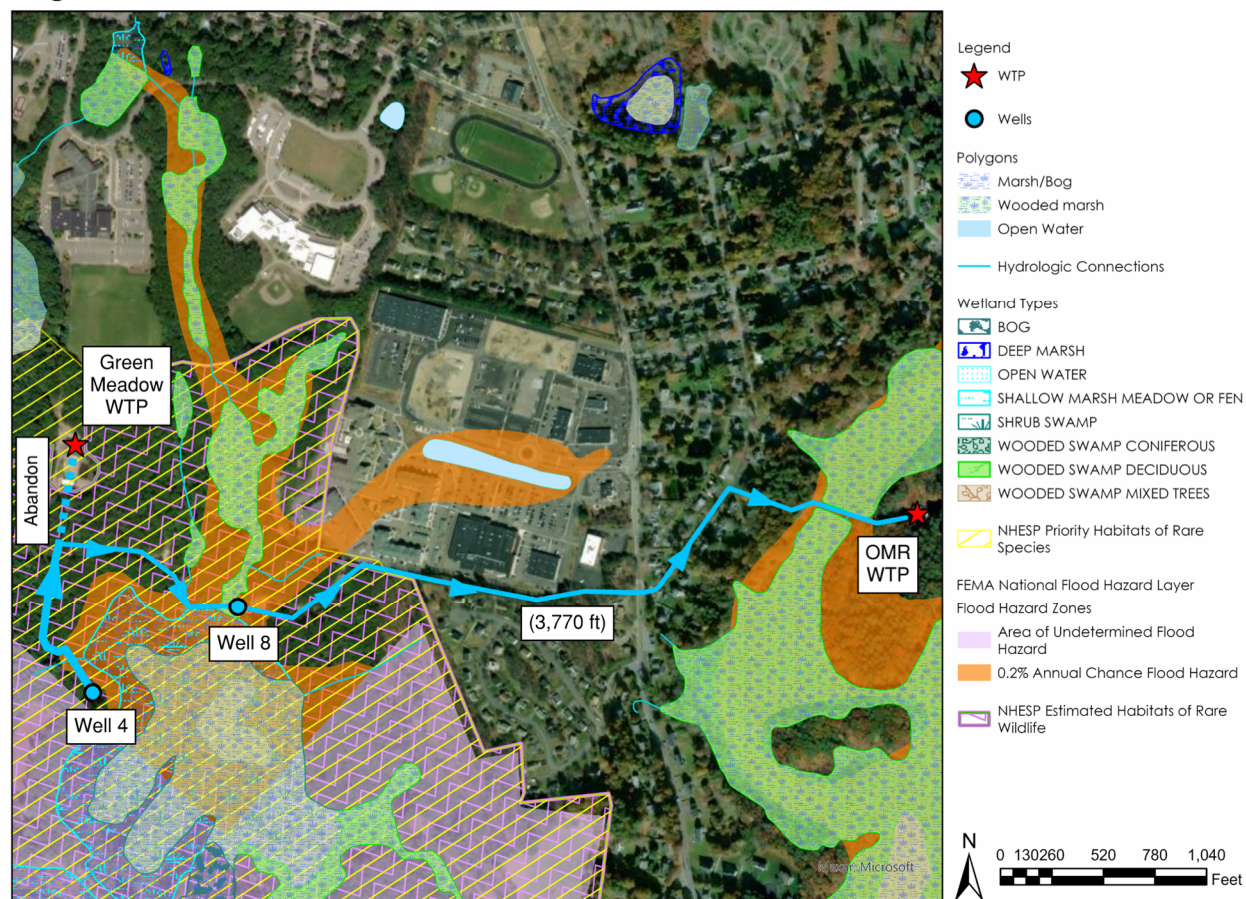 Green
Meadow
WTP
Abandon
Well 8
Well 4
(3,770 ft)
OMR
WTP
Maxar, Microsoft
Legend
WTP
Wells
Polygons
Marsh/Bog
Wooded marsh
Open Water
Hydrologic Connections
Wetland Types
BOG
DEEP MARSH
OPEN WATER
SHALLOW MARSH MEADOW OR FEN
SHRUB SWAMP
WOODED SWAMP CONIFEROUS
WOODED SWAMP DECIDUOUS
WOODED SWAMP MIXED TREES
NHESP Priority Habitats of Rare
Species
FEMA National Flood Hazard Layer
Flood Hazard Zones
Area of Undetermined Flood
Hazard
0.2% Annual Chance Flood Hazard
NHESP Estimated Habitats of Rare
Wildlife
N
0 130260 520 780 1,040
Feet